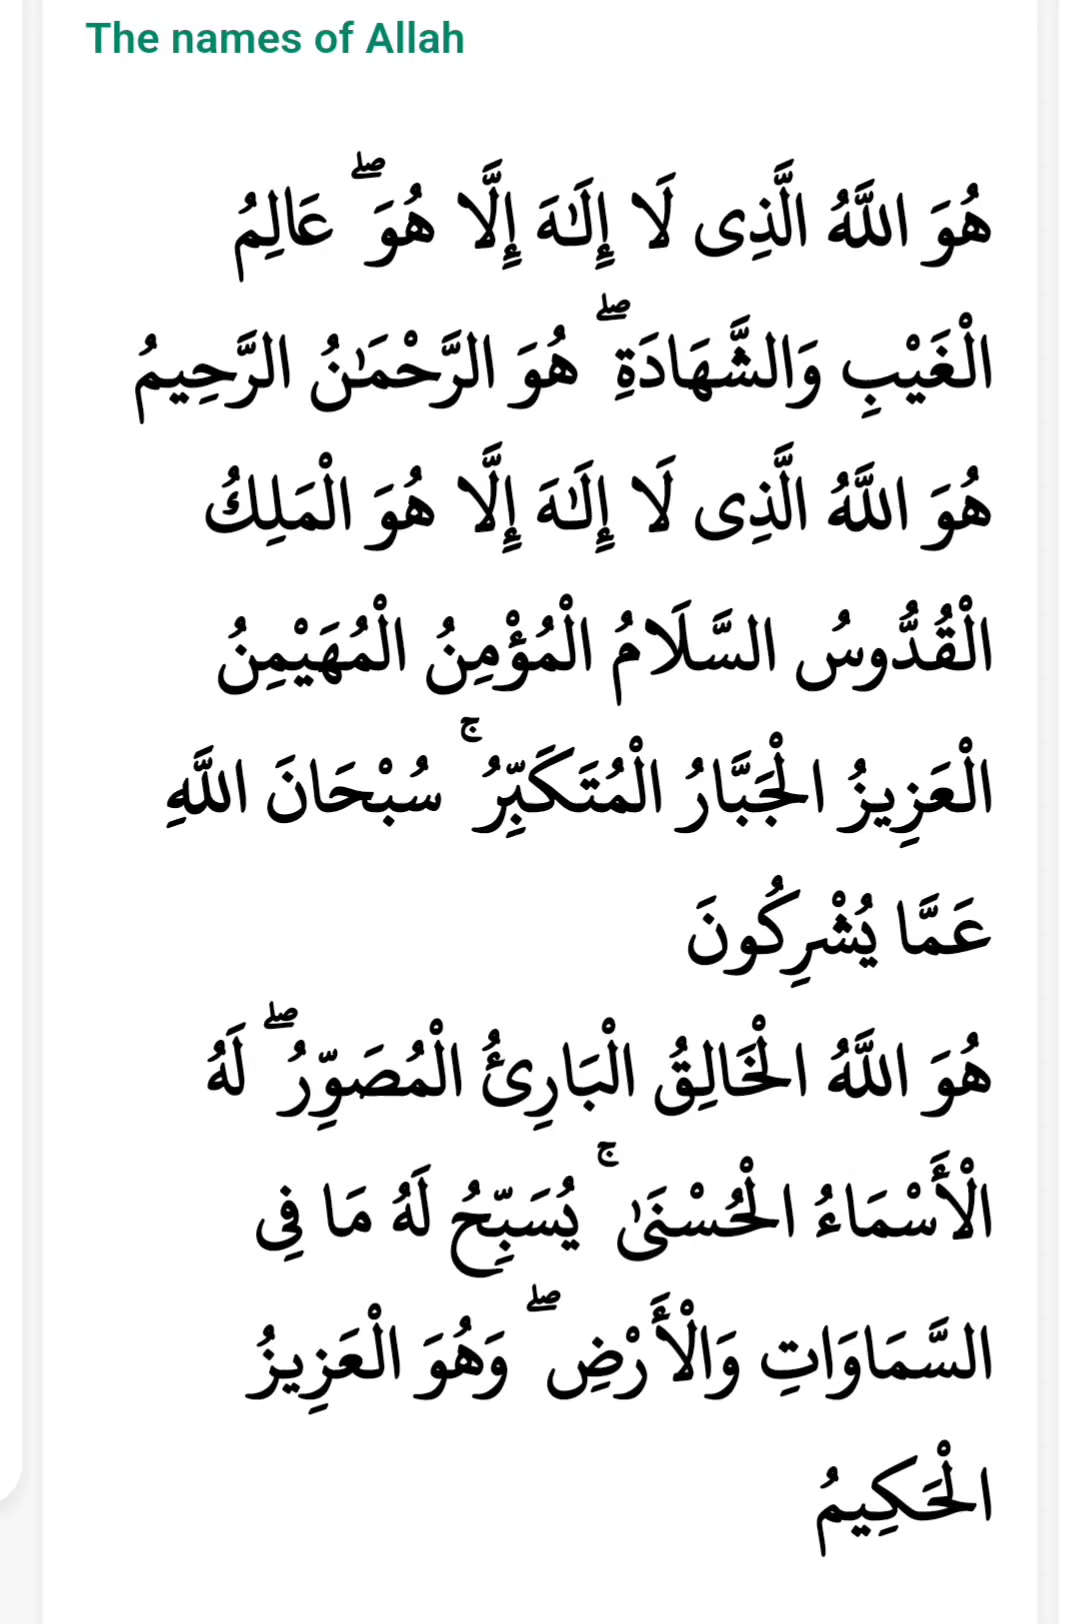 The names of Allah
هُوَ اللَّهُ الَّذِى لَا إِلَٰهَ إِلَّا هُوَ ۖ عَالِمُ
الْغَيْبِ وَالشَّهَادَةِ ۖ هُوَ الرَّحْمَٰنُ الرَّحِيمُ
هُوَ اللَّهُ الَّذِى لَا إِلَٰهَ إِلَّا هُوَ الْمَلِكُ
الْقُدُّوسُ السَّلَامُ الْمُؤْمِنُ الْمُهَيْمِنُ
الْعَزِيزُ الْجَبَّارُ الْمُتَكَبِّرُ ۚ سُبْحَانَ اللَّهِ
عَمَّا يُشْرِكُونَ
هُوَ اللَّهُ الْخَالِقُ الْبَارِئُ الْمُصَوِّرُ ۖ لَهُ
الْأَسْمَاءُ الْحُسْنَىٰ ۚ يُسَبِّحُ لَهُ مَا فِى
السَّمَاوَاتِ وَالْأَرْضِ ۖ وَهُوَ الْعَزِيزُ
الْحَكِيمُ